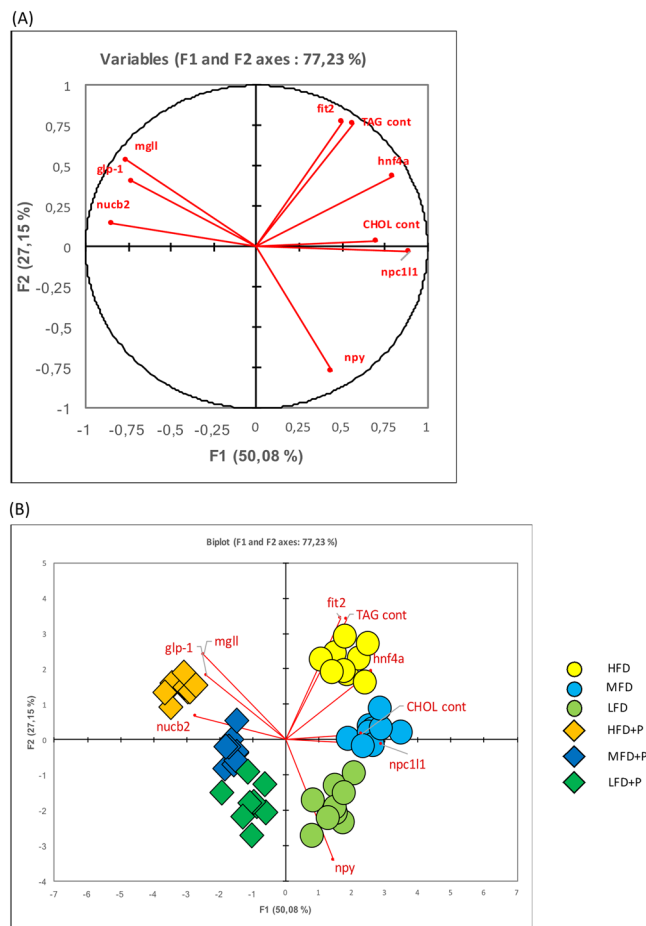 (A)
Variables (F1 and F2 axes : 77,23 %)
F2 (27,15 %)
1
0,75
0,5
0,25
0
-0,25
-0,5
-0,75
-1
fit2
TAG cont
mgll
glp-1
hnf4a
nucb2
CHOL cont
npc1l1
npy
-1
-0,75
-0,5
-0,25
0
0,25
0,5
0,75
1
F1 (50,08 %)
(B)
Biplot (F1 and F2 axes: 77,23 %)
F2 (27,15 %)
5
4
3
2
1
0
-1
-2
-3
-4
fit2
TAG cont
mgll
glp-1
hnf4a
nucb2
CHOL cont
npc1l1
npy
-7
-6
-5
-4
-3
-2
-1
0
1
2
3
4
5
6
7
F1 (50,08 %)
HFD
MFD
LFD
HFD+P
MFD+P
LFD+P